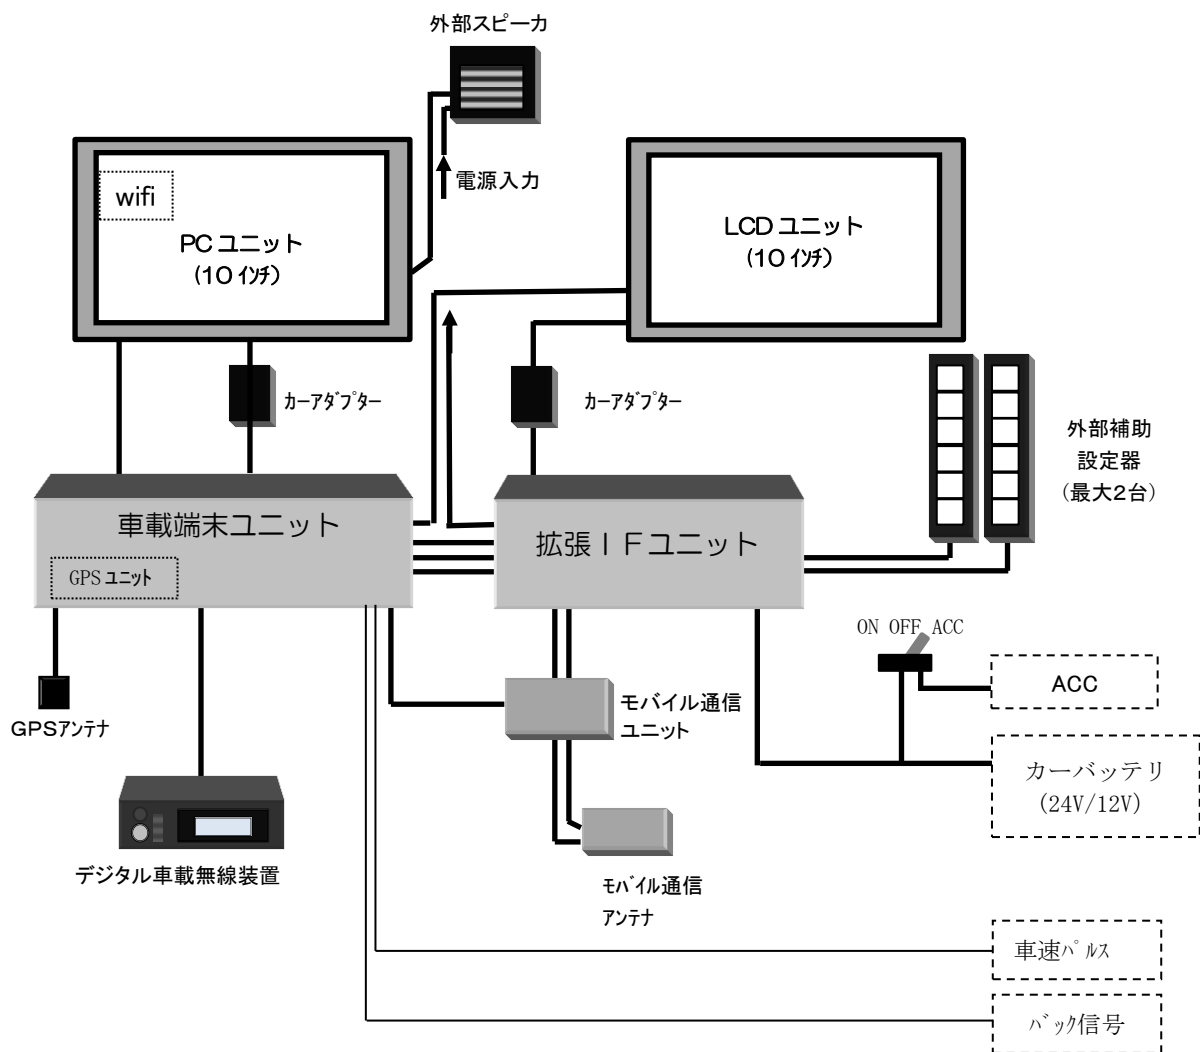 外部スピーカ
電源入力
wifi
PCユニット
(10ｲﾝﾁ)
LCDユニット
(10ｲﾝﾁ)
ｶｰｱﾀﾞﾌﾟﾀｰ
ｶｰｱﾀﾞﾌﾟﾀｰ
外部補助
設定器
(最大2台)
車載端末ユニット
GPSﾕﾆｯﾄ
拡張ＩＦユニット
ON OFF ACC
ACC
カーバッテリ
(24V/12V)
GPSｱﾝﾃﾅ
モバイル通信
ユニット
デジタル車載無線装置
ﾓﾊﾞｲﾙ通信
ｱﾝﾃﾅ
車速ﾊﾟﾙｽ
ﾊﾞｯｸ信号